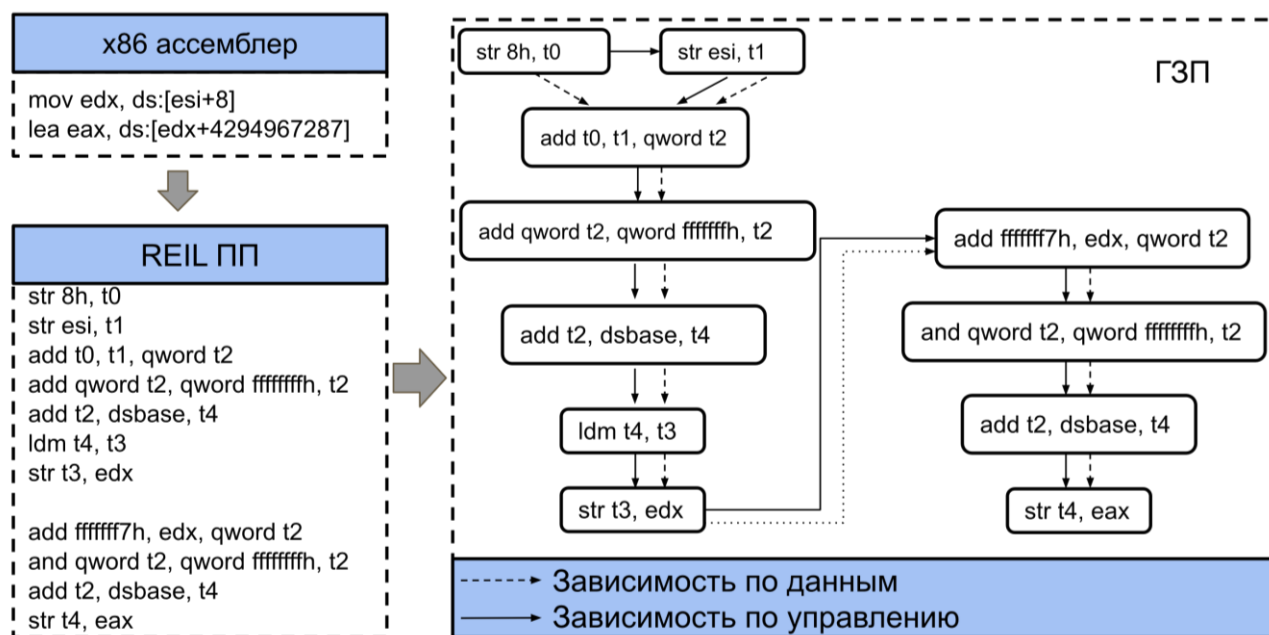 x86 ассемблер
mov edx, ds:[esi+8]
lea eax, ds:[edx+4294967287]
REIL ПП
str 8h, t0
str esi, t1
add t0, t1, qword t2
add qword t2, qword ffffffffh, t2
add t2, dsbase, t4
ldm t4, t3
str t3, edx
add fffffff7h, edx, qword t2
and qword t2, qword ffffffffh, t2
add t2, dsbase, t4
str t4, eax
ГЗП
str 8h, t0
str esi, t1
add t0, t1, qword t2
add qword t2, qword fffffffh, t2
add t2, dsbase, t4
ldm t4, t3
str t3, edx
add fffffff7h, edx, qword t2
and qword t2, qword ffffffffh, t2
add t2, dsbase, t4
str t4, eax
Зависимость по данным
Зависимость по управлению